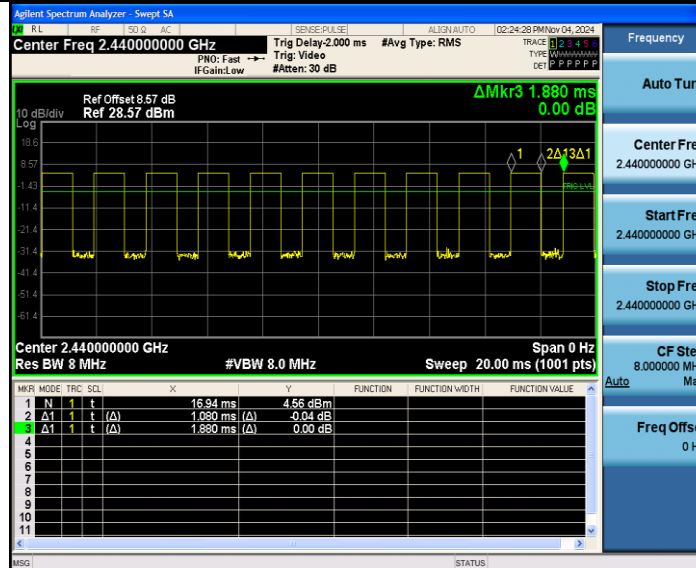 Agilent Spectrum Analyzer - Swept SA
RL RF 50 Ω AC SENSE:PULSE ALIGN AUTO 02:24:28 PM Nov 04, 2024
Center Freq 2.440000000 GHz
PNO: Fast
IFGain:Low
Trig Delay-2.000 ms
Trig: Video
#Atten: 30 dB
#Avg Type: RMS
TRACE 1 2 3 4 5 6
TYPE
DET P P P P P P
Ref Offset 8.57 dB
Ref 28.57 dBm
10 dB/div
Log
ΔMkr3 1.880 ms
0.00 dB
18.6
8.57
-1.43
-11.4
-21.4
-31.4
-41.4
-51.4
-61.4
1
2Δ1
3Δ1
TRIG LVL
Center 2.440000000 GHz Span 0 Hz
Res BW 8 MHz #VBW 8.0 MHz Sweep 20.00 ms (1001 pts)
MKR MODE TRC SCL X Y FUNCTION FUNCTION WIDTH FUNCTION VALUE
1 N 1 t 16.94 ms 4.56 dBm
2 Δ1 1 t (Δ) 1.080 ms (Δ) -0.04 dB
3 Δ1 1 t (Δ) 1.880 ms (Δ) 0.00 dB
4
5
6
7
8
9
10
11
MSG STATUS
Frequency
Auto Tun
Center Fre
2.440000000 GH
Start Fre
2.440000000 GH
Stop Fre
2.440000000 GH
CF Ste
8.000000 MH
Auto Ma
Freq Offse
0 H